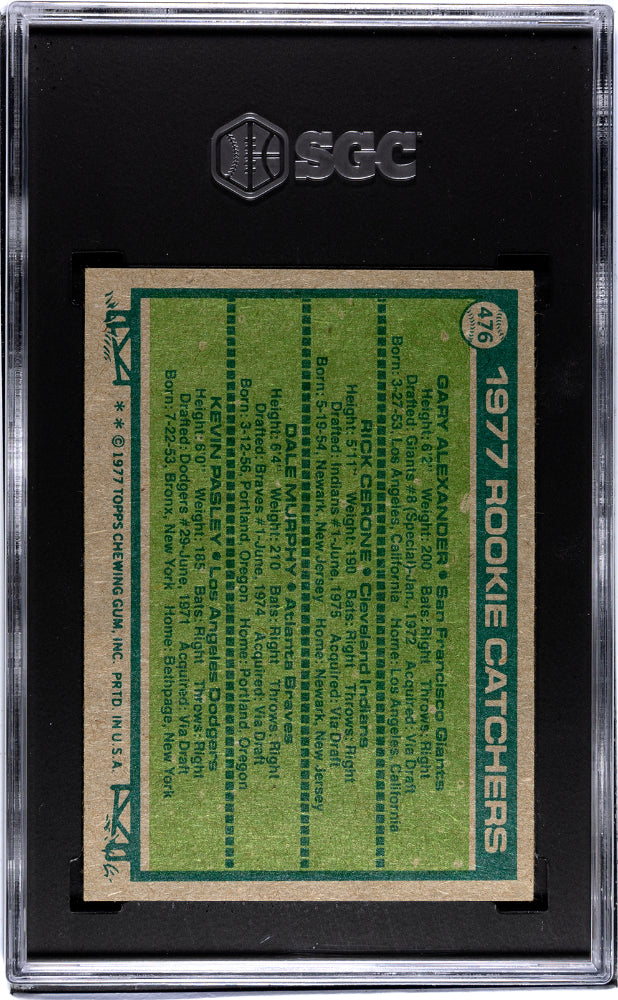 SGC
476
1977 ROOKIE CATCHERS
GARY ALEXANDER • San Francisco Giants
Height: 6'2" Weight: 200 Bats: Right Throws: Right
Drafted: Giants #8 (Special)-Jan., 1972 Acquired: Via Draft
Born: 3-27-53 Los Angeles, California Home: Los Angeles, California
RICK CERONE • Cleveland Indians
Height: 5'11" Weight: 190 Bats: Right Throws: Right
Drafted: Indians #1-June, 1975 Acquired: Via Draft
Born: 5-19-54 Newark, New Jersey Home: Newark, New Jersey
DALE MURPHY • Atlanta Braves
Height: 6'4" Weight: 210 Bats: Right Throws: Right
Drafted: Braves #1-June, 1974 Acquired: Via Draft
Born: 3-12-56, Portland, Oregon Home: Portland, Oregon
KEVIN PASLEY • Los Angeles Dodgers
Height: 6'0" Weight: 185 Bats: Right Throws: Right
Drafted: Dodgers #29-June, 1971 Acquired: Via Draft
Born: 7-22-53 Bronx, New York Home: Bethpage, New York
* * © 1977 TOPPS CHEWING GUM, INC. PRTD. IN U.S.A.